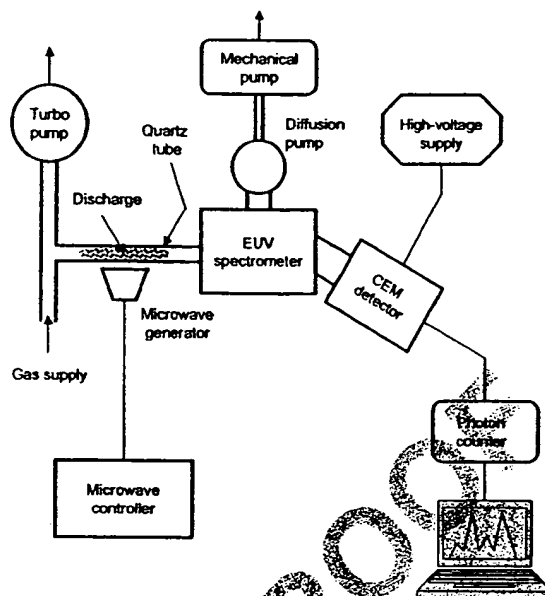 Mechanical
pump
Turbo
pump
Quartz
tube
Diffusion
pump
High-voltage
supply
Discharge
EUV
spectrometer
CEM
detector
Microwave
generator
Gas supply
Photon
counter
Microwave
controller